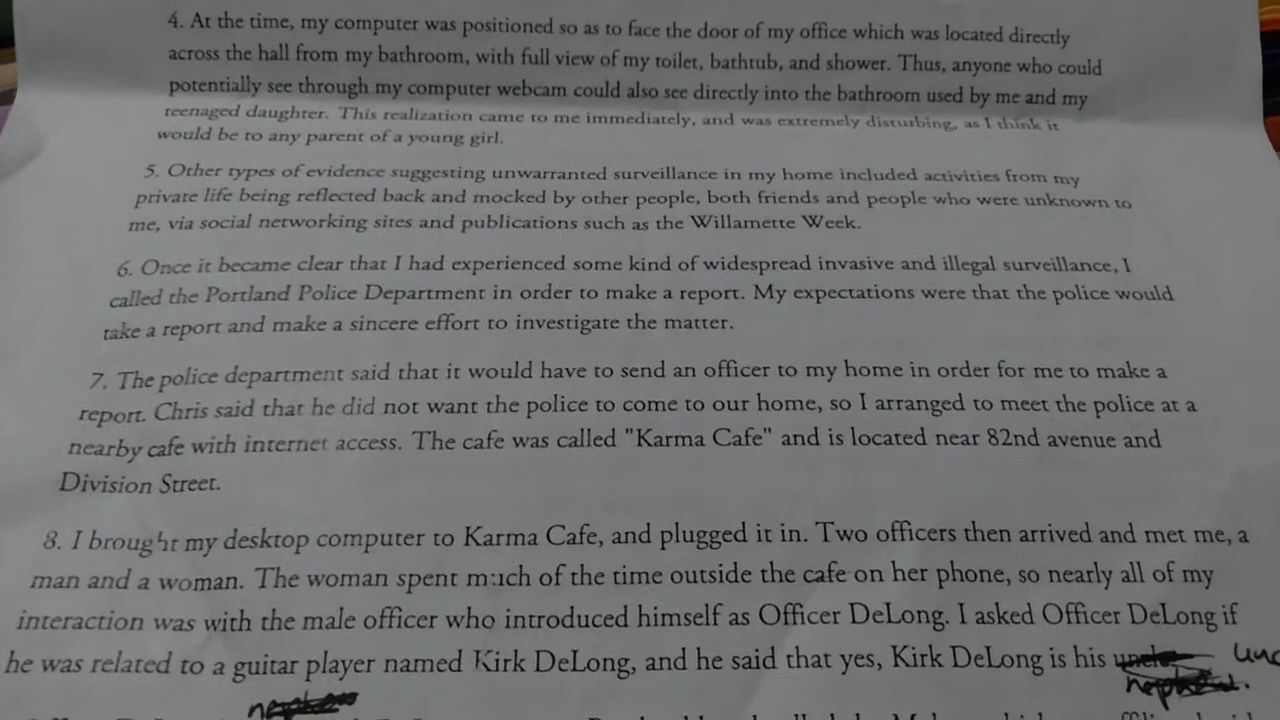 4. At the time, my computer was positioned so as to face the door of my office which was located directly
across the hall from my bathroom, with full view of my toilet, bathtub, and shower. Thus, anyone who could
potentially see through my computer webcam could also see directly into the bathroom used by me and my
teenaged daughter. This realization came to me immediately, and was extremely disturbing, as I think it
would be to any parent of a young girl.
5. Other types of evidence suggesting unwarranted surveillance in my home included activities from my
private life being reflected back and mocked by other people, both friends and people who were unknown to
me, via social networking sites and publications such as the Willamette Week.
6. Once it became clear that I had experienced some kind of widespread invasive and illegal surveillance, I
called the Portland Police Department in order to make a report. My expectations were that the police would
take a report and make a sincere effort to investigate the matter.
7. The police department said that it would have to send an officer to my home in order for me to make a
report. Chris said that he did not want the police to come to our home, so I arranged to meet the police at a
nearby cafe with internet access. The cafe was called "Karma Cafe" and is located near 82nd avenue and
Division Street.
8. I brought my desktop computer to Karma Cafe, and plugged it in. Two officers then arrived and met me, a
man and a woman. The woman spent much of the time outside the cafe on her phone, so nearly all of my
interaction was with the male officer who introduced himself as Officer DeLong. I asked Officer DeLong if
he was related to a guitar player named Kirk DeLong, and he said that yes, Kirk DeLong is his uncle unc
nephew.
nephew